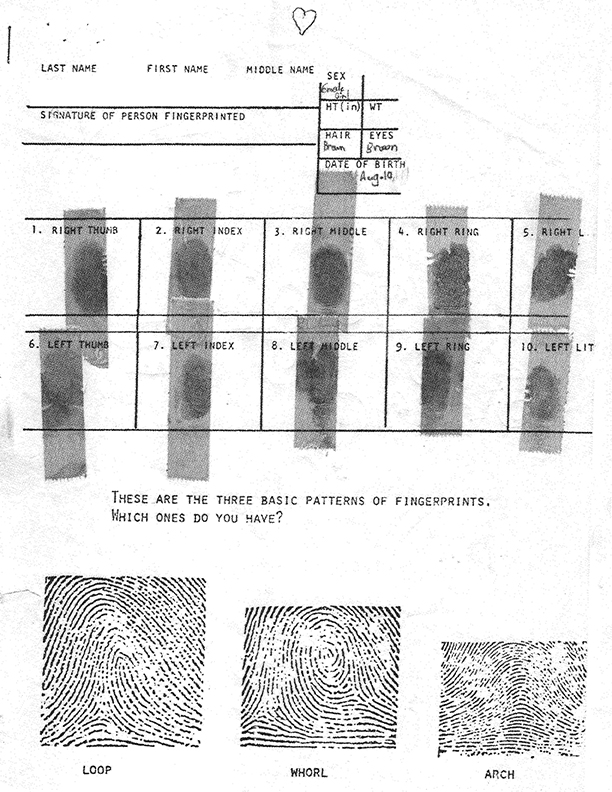 LAST NAME FIRST NAME MIDDLE NAME
SEX
Female
Girl
SIGNATURE OF PERSON FINGERPRINTED
HT(in) WT
HAIR EYES
Brown Brown
DATE OF BIRTH
Aug. 10,
1. RIGHT THUMB 2. RIGHT INDEX 3. RIGHT MIDDLE 4. RIGHT RING 5. RIGHT L
6. LEFT THUMB 7. LEFT INDEX 8. LEFT MIDDLE 9. LEFT RING 10. LEFT LIT
THESE ARE THE THREE BASIC PATTERNS OF FINGERPRINTS.
WHICH ONES DO YOU HAVE?
LOOP WHORL ARCH